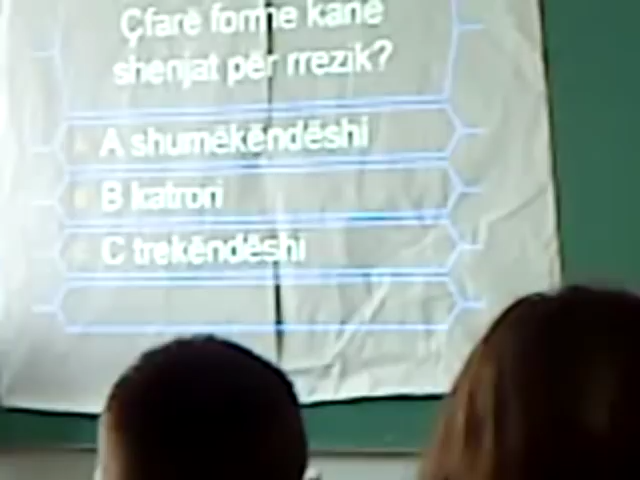 Çfarë forme kanë
shenjat për rrezik?
A shumëkëndëshi
B katrori
C trekëndëshi